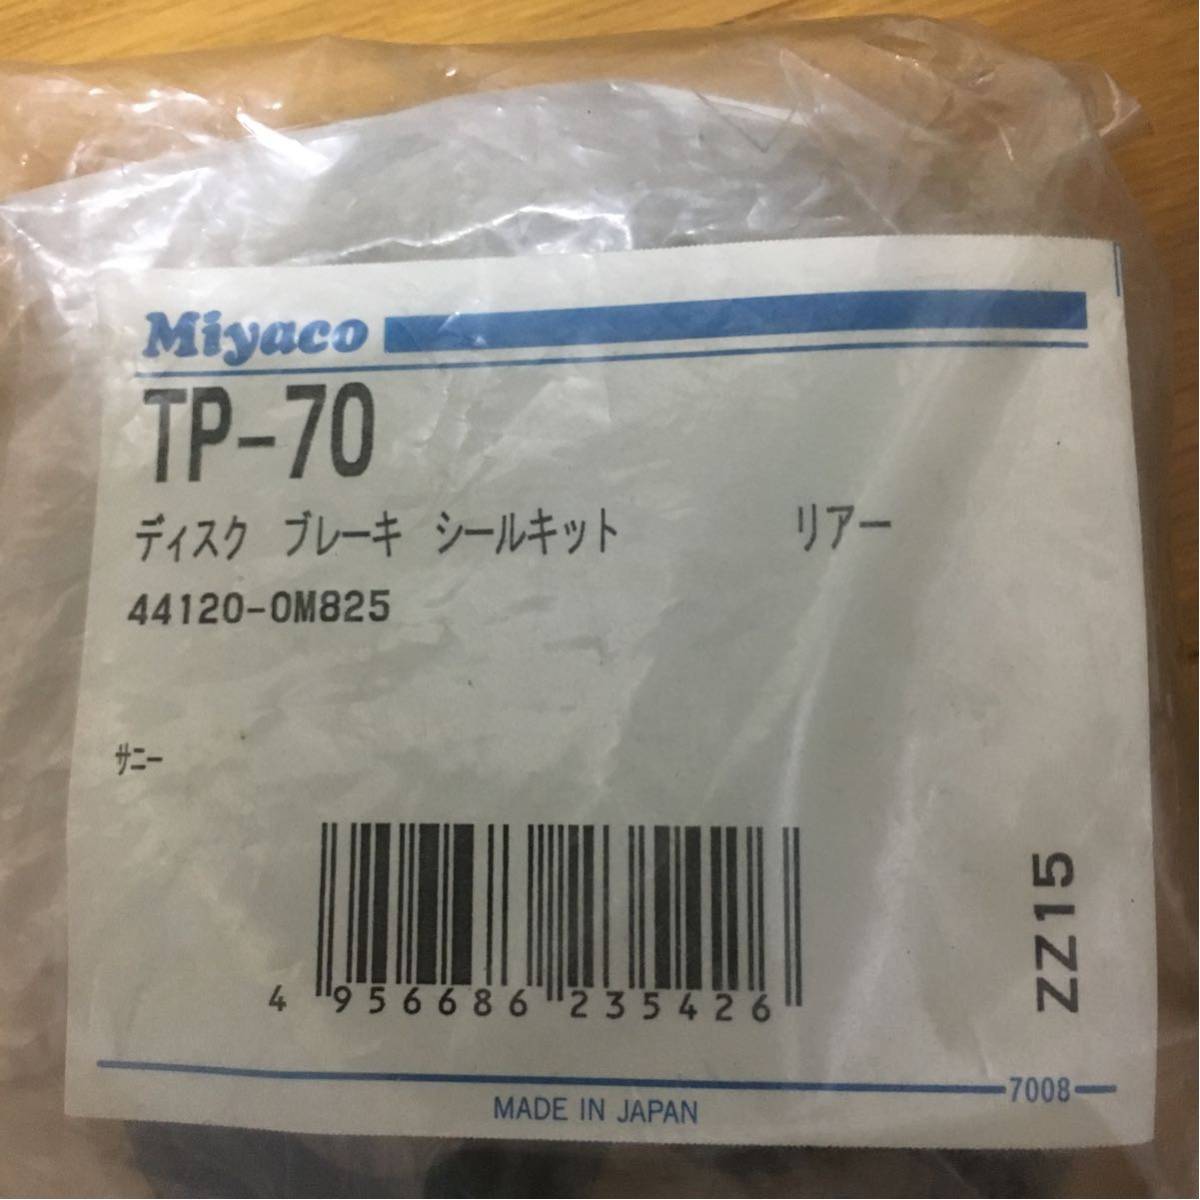 Miyaco
TP-70
ディスク ブレーキ シールキット リアー
44120-0M825
サニー
4 956686 235426
ZZ15
7008
MADE IN JAPAN